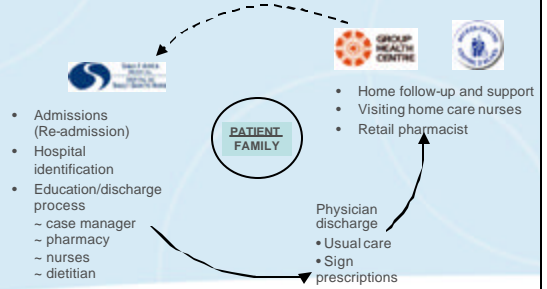 GROUP
HEALTH
CENTRE
• Home follow-up and support
• Visiting home care nurses
• Retail pharmacist
• Admissions
(Re-admission)
• Hospital
identification
• Education/discharge
process
~ case manager
~ pharmacy
~ nurses
~ dietitian
PATIENT
FAMILY
Physician
discharge
• Usual care
• Sign
prescriptions